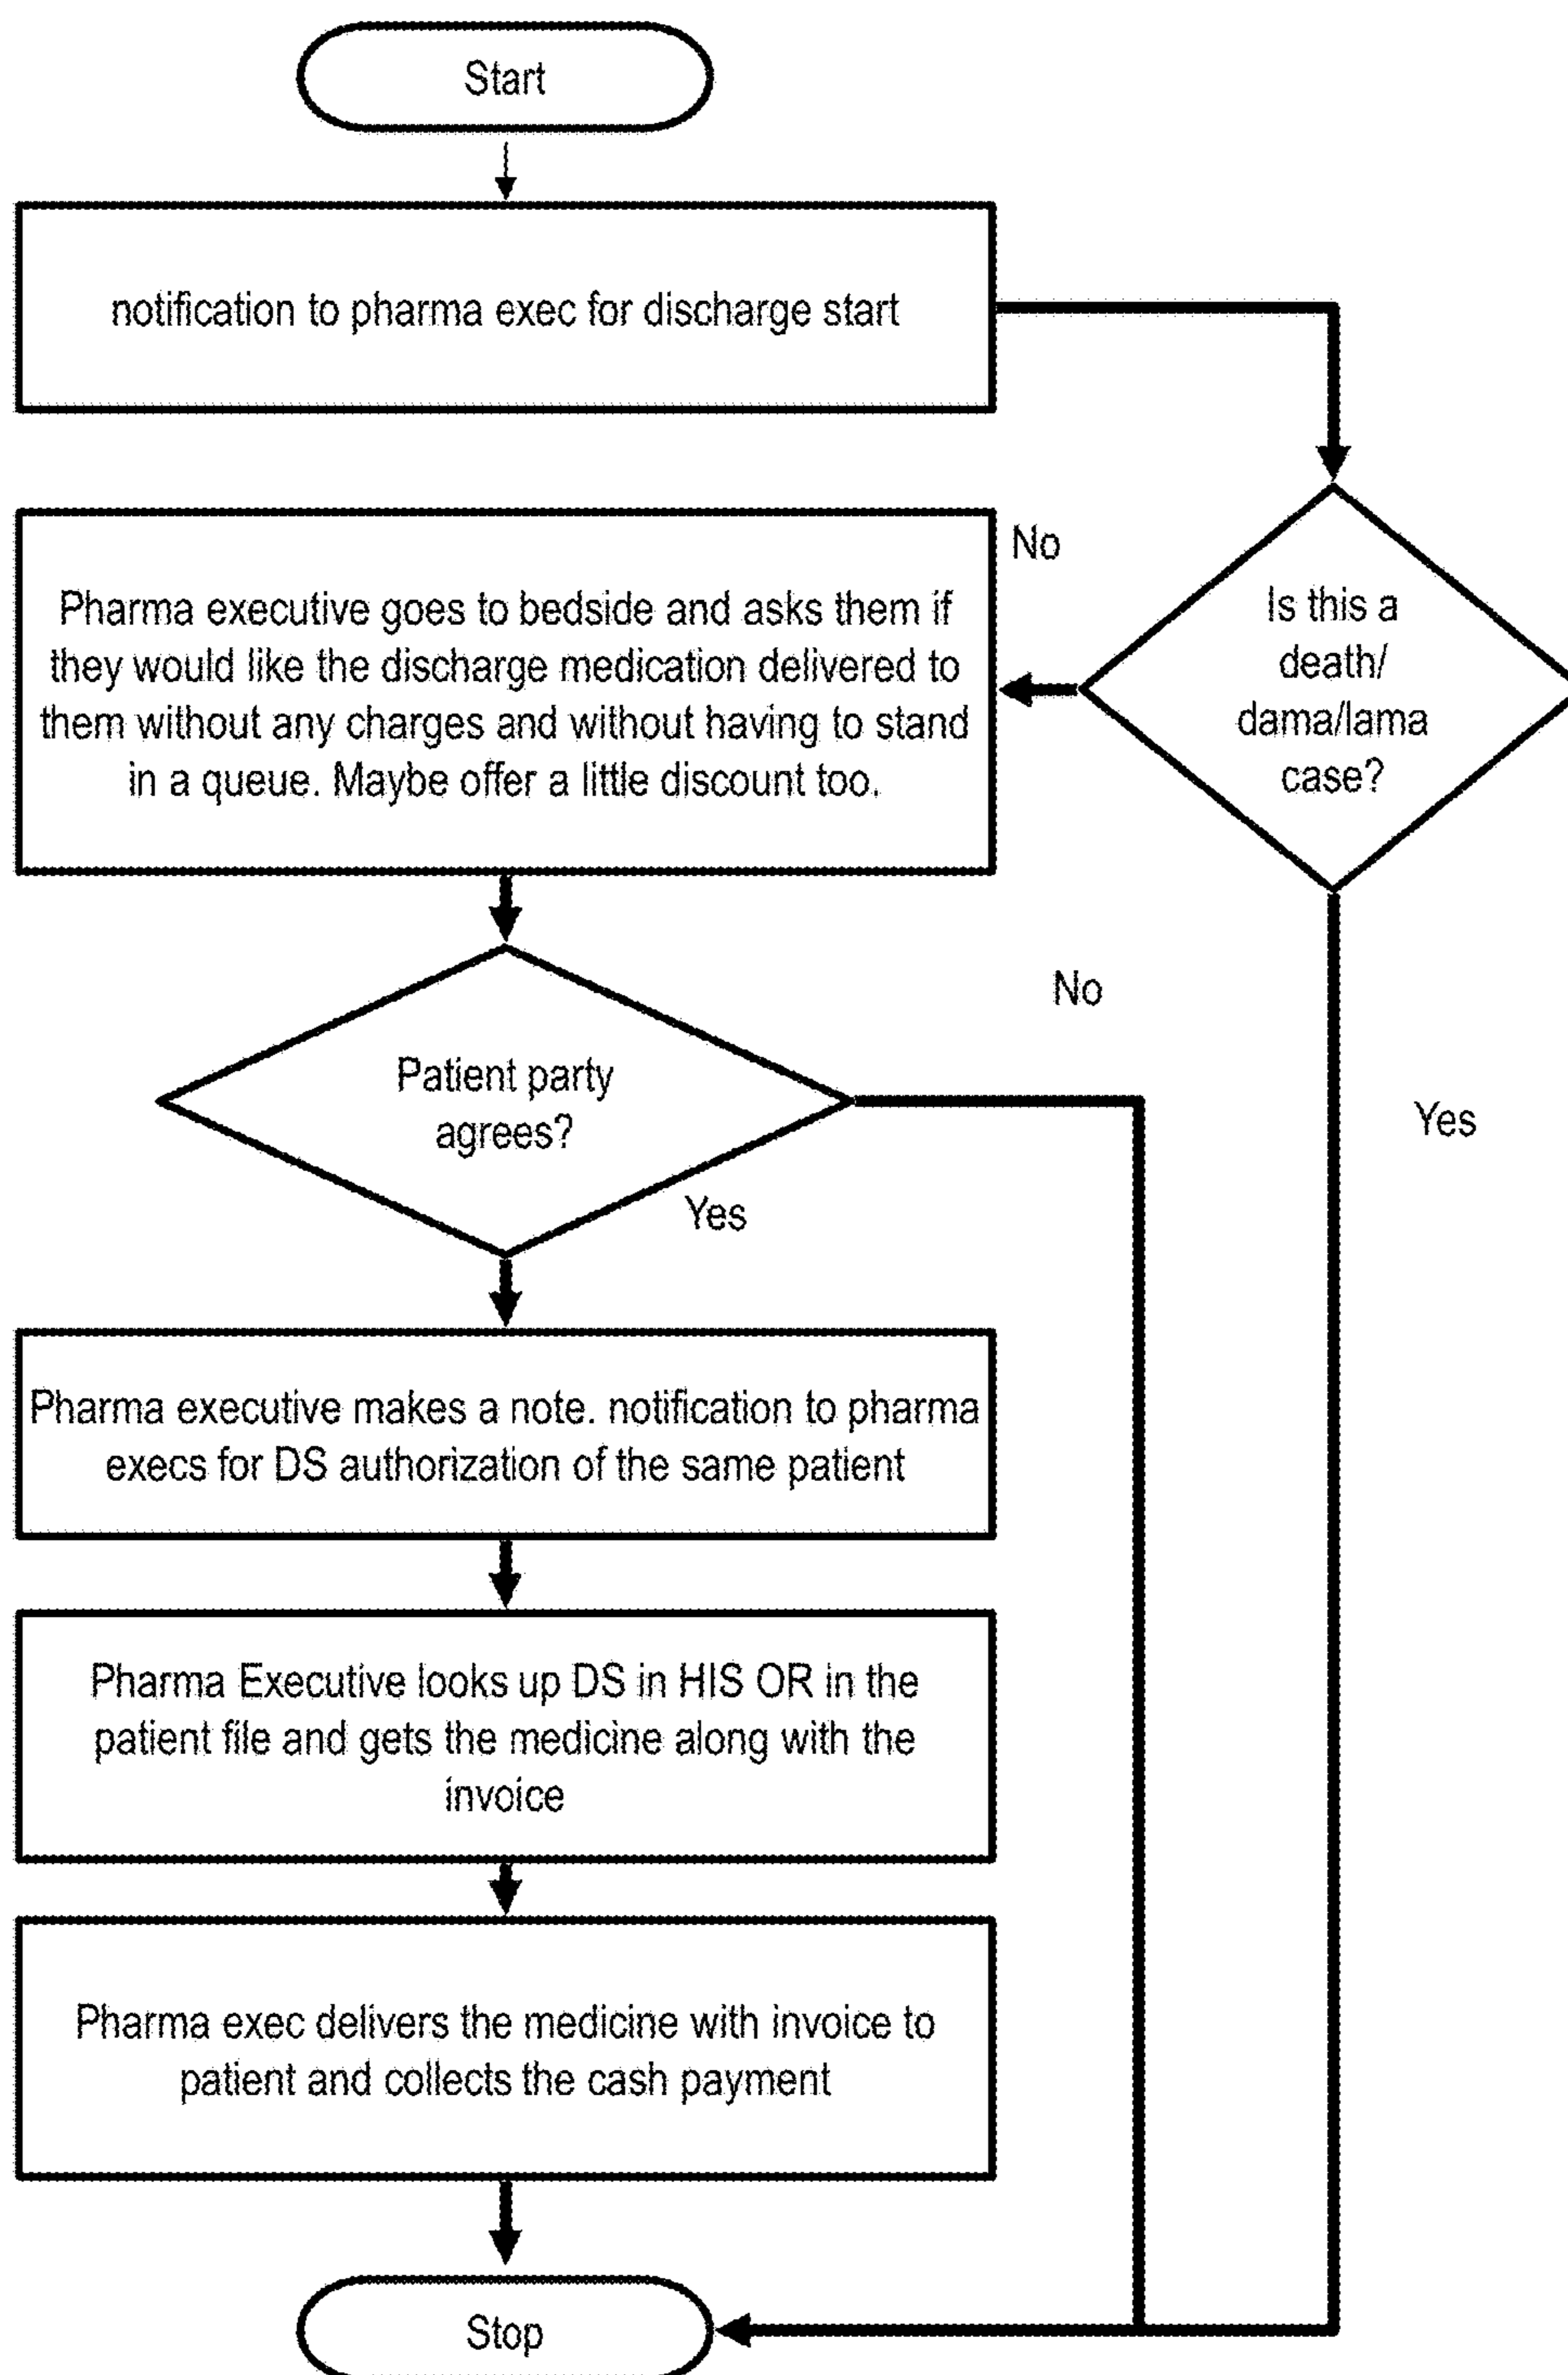 Start
notification to pharma exec for discharge start
No
Is this a
death/
dama/lama
case?
Pharma executive goes to bedside and asks them if
they would like the discharge medication delivered to
them without any charges and without having to stand
in a queue. Maybe offer a little discount too.
No
Patient party
agrees?
Yes
Yes
Pharma executive makes a note. notification to pharma
execs for DS authorization of the same patient
Pharma Executive looks up DS in HIS OR in the
patient file and gets the medicine along with the
invoice
Pharma exec delivers the medicine with invoice to
patient and collects the cash payment
Stop